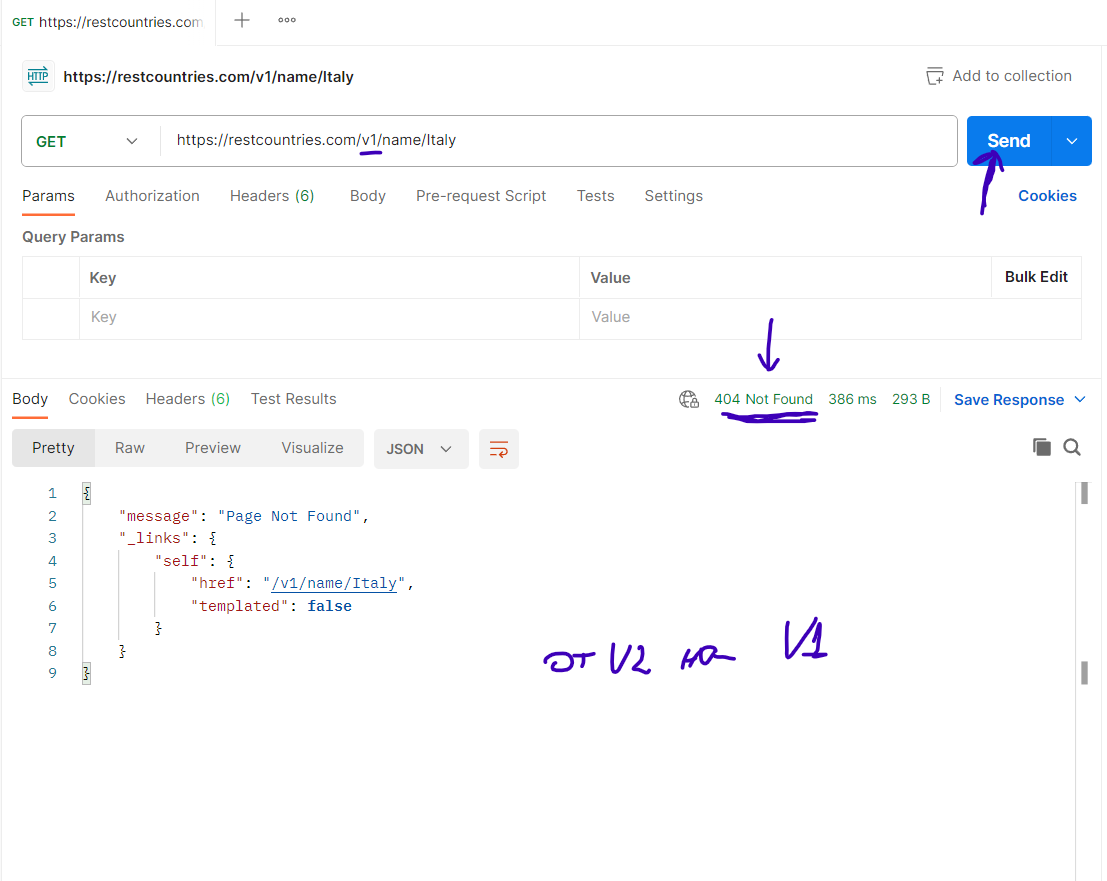 GET https://restcountries.com
HTTP https://restcountries.com/v1/name/Italy Add to collection
GET https://restcountries.com/v1/name/Italy Send
Params Authorization Headers (6) Body Pre-request Script Tests Settings Cookies
Query Params
Key Value Bulk Edit
Key Value
Body Cookies Headers (6) Test Results 404 Not Found 386 ms 293 B Save Response
Pretty Raw Preview Visualize JSON
1 {
2 "message": "Page Not Found",
3 "_links": {
4 "self": {
5 "href": "/v1/name/Italy",
6 "templated": false
7 }
8 }
9 }
от V2 на V1